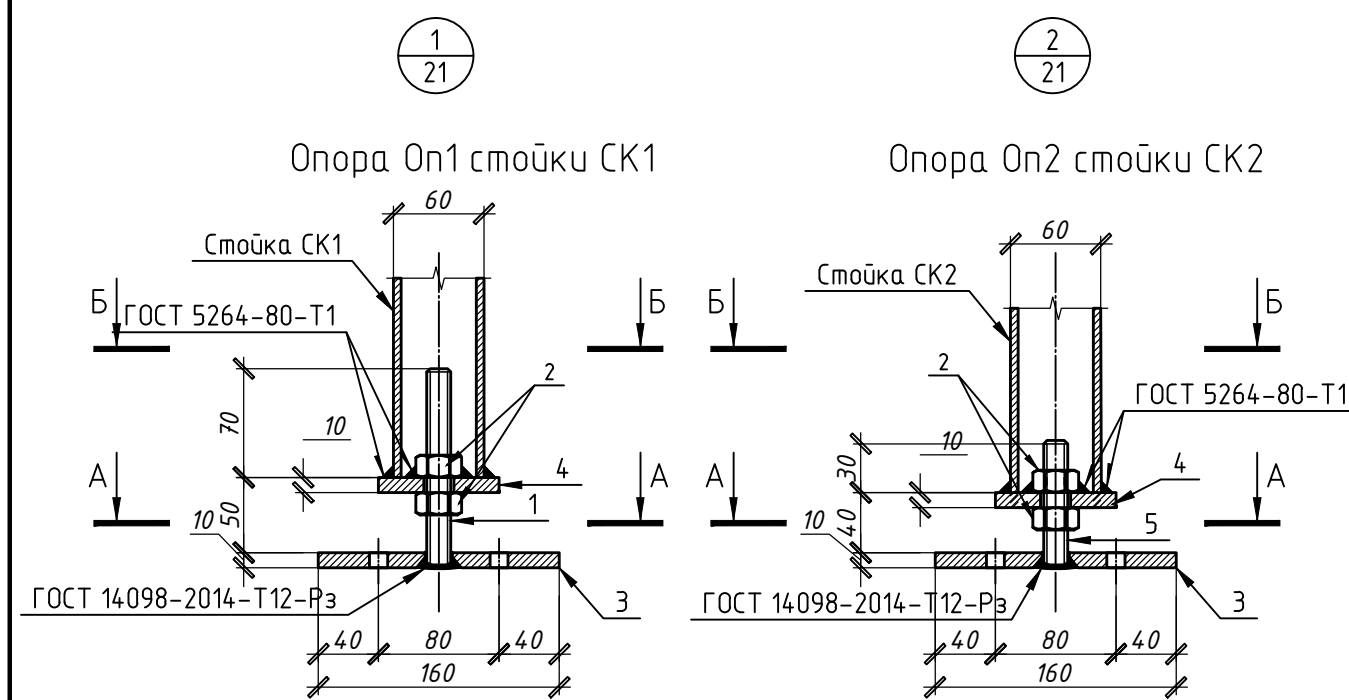 1
21
2
21
Опора Оп1 стойки СК1
Опора Оп2 стойки СК2
60
Стойка СК1
Б
Б
ГОСТ 5264-80-Т1
2
70
10
А
А
4
50
1
10
ГОСТ 14098-2014-Т12-Рз
3
40
80
40
160
60
Стойка СК2
Б
Б
2
ГОСТ 5264-80-Т1
10
30
А
А
4
40
5
10
ГОСТ 14098-2014-Т12-Рз
3
40
80
40
160